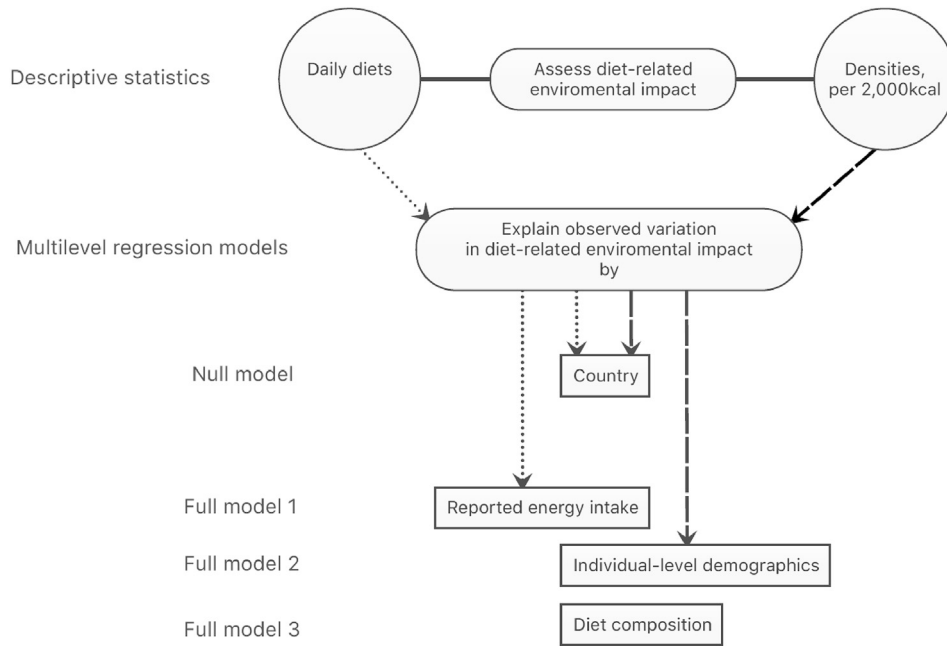 Descriptive statistics
Daily diets
Assess diet-related
enviromental impact
Densities,
per 2,000kcal
Multilevel regression models
Explain observed variation
in diet-related enviromental impact
by
Null model
Country
Full model 1
Reported energy intake
Full model 2
Individual-level demographics
Full model 3
Diet composition